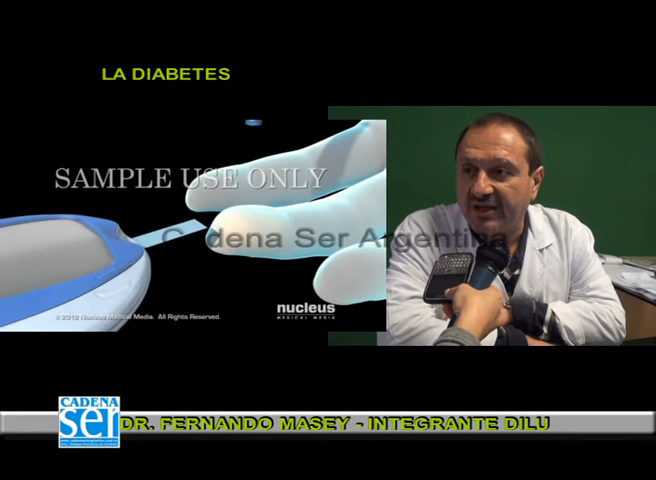 LA DIABETES
SAMPLE USE ONLY
Cadena Ser Argentina
© 2012 Nucleus Medical Media. All Rights Reserved.
nucleus
MEDICAL MEDIA
CADENA
ser
DR. FERNANDO MASEY - INTEGRANTE DILU